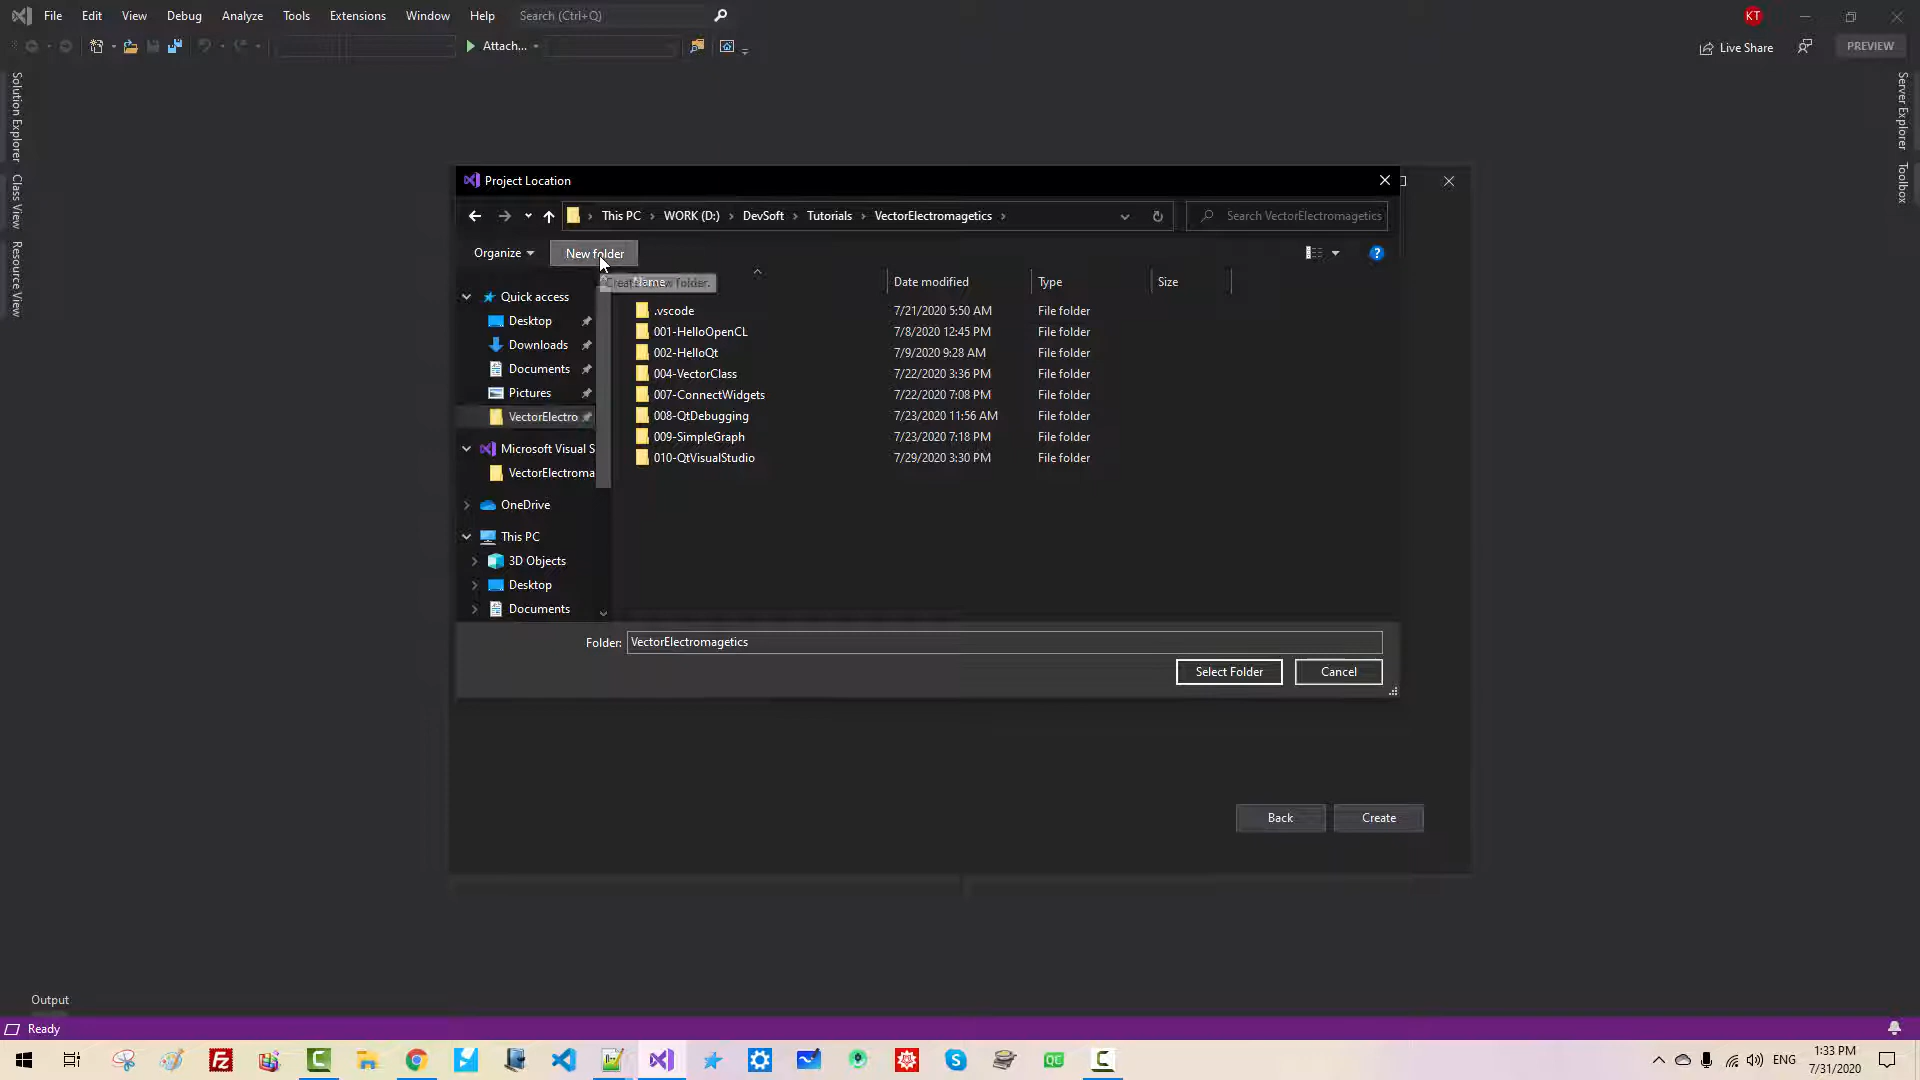 File Edit View Debug Analyze Tools Extensions Window Help Search (Ctrl+Q) KT
Attach... Live Share PREVIEW
Solution Explorer
Class View
Resource View
Server Explorer
Toolbox
Project Location
This PC WORK (D:) DevSoft Tutorials VectorElectromagetics Search VectorElectromagetics
Organize New folder
Create a new folder.
Name Date modified Type Size
Quick access
Desktop
Downloads
Documents
Pictures
VectorElectro
Microsoft Visual S
VectorElectroma
OneDrive
This PC
3D Objects
Desktop
Documents
.vscode 7/21/2020 5:50 AM File folder
001-HelloOpenCL 7/8/2020 12:45 PM File folder
002-HelloQt 7/9/2020 9:28 AM File folder
004-VectorClass 7/22/2020 3:36 PM File folder
007-ConnectWidgets 7/22/2020 7:08 PM File folder
008-QtDebugging 7/23/2020 11:56 AM File folder
009-SimpleGraph 7/23/2020 7:18 PM File folder
010-QtVisualStudio 7/29/2020 3:30 PM File folder
Folder: VectorElectromagetics
Select Folder Cancel
Back Create
Output
Ready
ENG 1:33 PM
7/31/2020